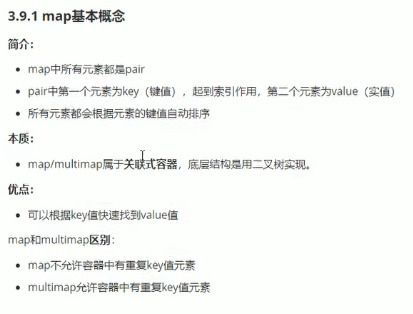 3.9.1 map基本概念
简介：
map中所有元素都是pair
pair中第一个元素为key（键值），起到索引作用，第二个元素为value（实值）
所有元素都会根据元素的键值自动排序
本质：
map/multimap属于关联式容器，底层结构是用二叉树实现。
优点：
可以根据key值快速找到value值
map和multimap区别：
map不允许容器中有重复key值元素
multimap允许容器中有重复key值元素